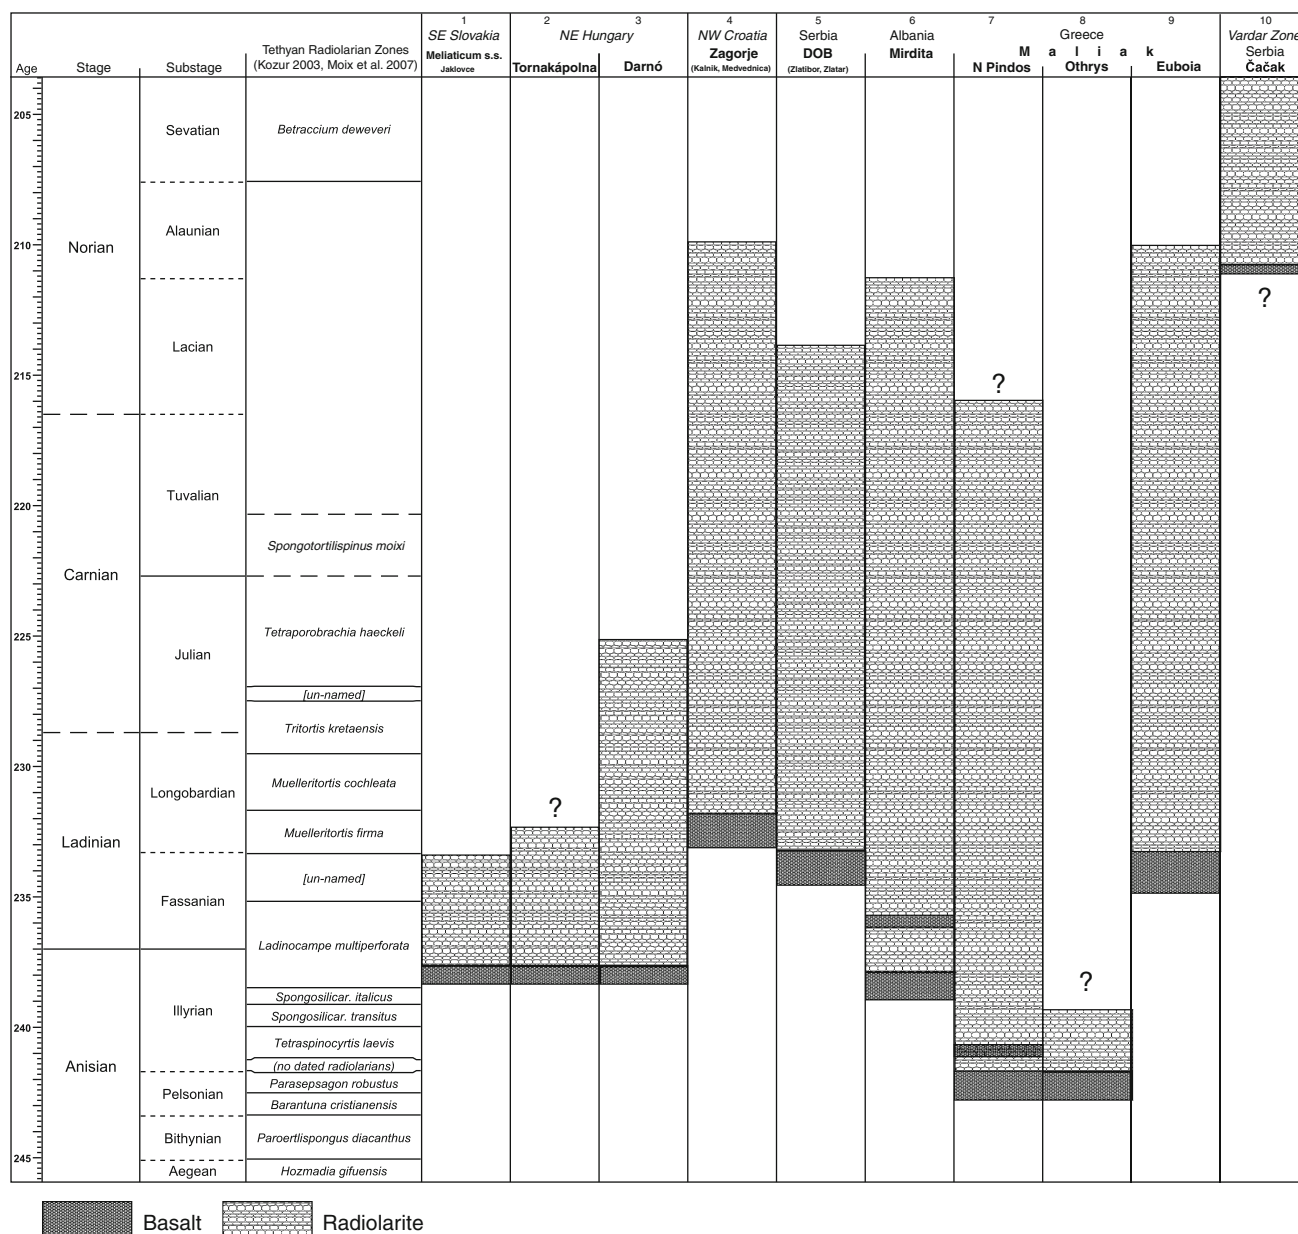 1 2 3 4 5 6 7 8 9 10
SE Slovakia NE Hungary NW Croatia Serbia Albania Greece Vardar Zone
Tethyan Radiolarian Zones Meliaticum s.s. Zagorje DOB Mirdita M a l i a k Serbia
Age Stage Substage (Kozur 2003, Moix et al. 2007) Jaklovce Tornakápolna Darnó (Kalnik, Medvednica) (Zlatibor, Zlatar) N Pindos Othrys Euboia Čačak
205
Sevatian Betraccium deweveri
Alaunian
210
Norian
?
Lacian
215
?
Tuvalian
220
Spongotortilispinus moixi
Carnian
Tetraporobrachia haeckeli
225
Julian
[un-named]
Tritortis kretaensis
230
Muelleritortis cochleata
Longobardian
?
Muelleritortis firma
Ladinian
[un-named]
235
Fassanian
Ladinocampe multiperforata
?
Spongosilicar. italicus
Illyrian
Spongosilicar. transitus
240
Tetraspinocyrtis laevis
(no dated radiolarians)
Anisian
Parasepsagon robustus
Pelsonian
Barantuna cristianensis
Bithynian Paroertlispongus diacanthus
245
Aegean Hozmadia gifuensis
Basalt Radiolarite